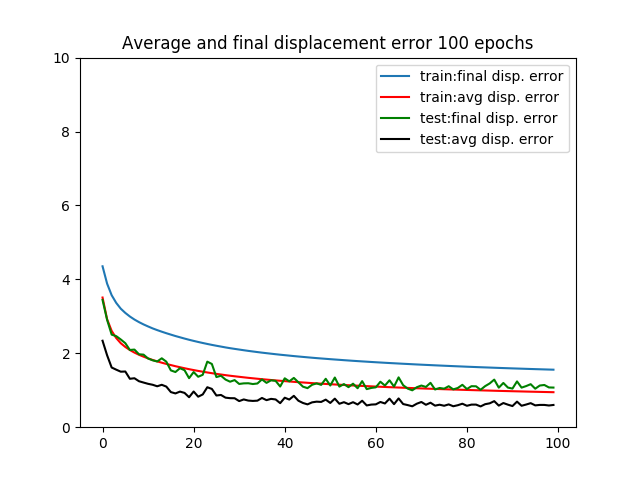 Average and final displacement error 100 epochs
10
8
6
4
2
0
train:final disp. error
train:avg disp. error
test:final disp. error
test:avg disp. error
0 20 40 60 80 100